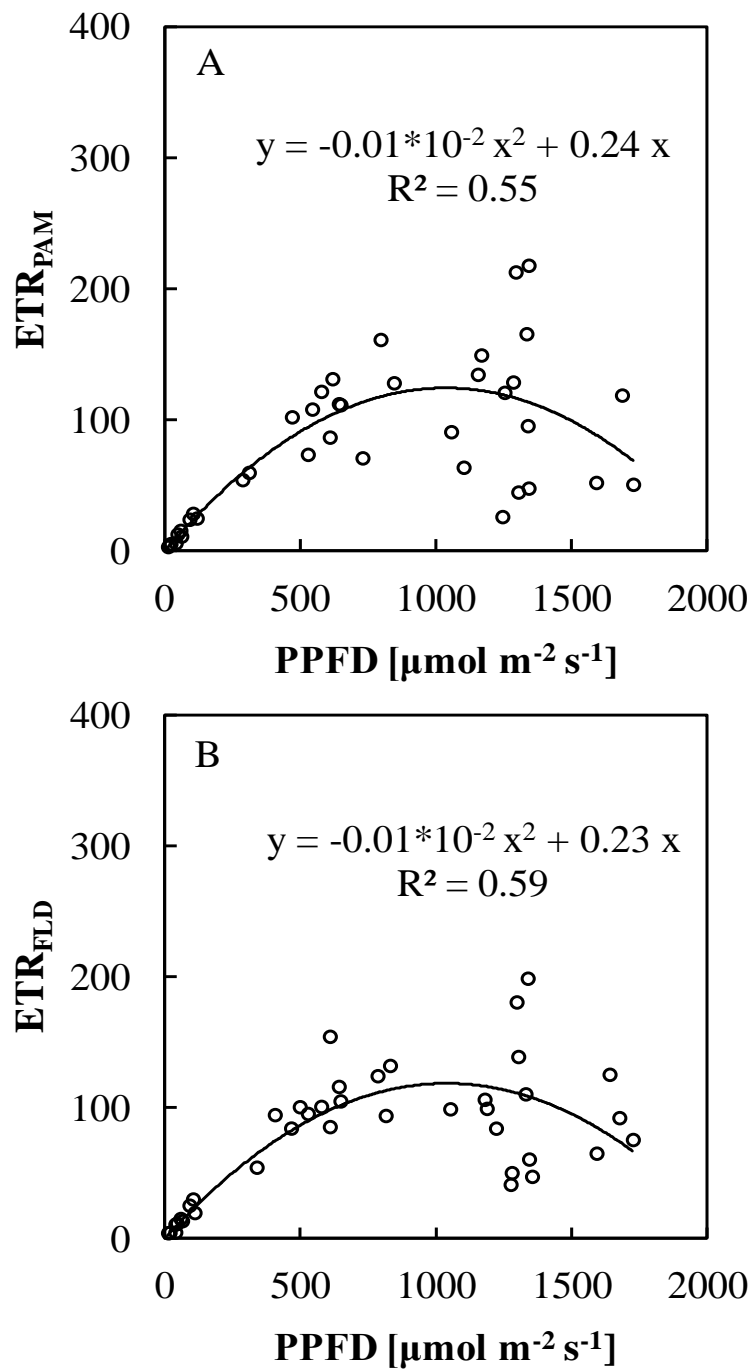 400
A
300
y = -0.01*10⁻² x² + 0.24 x
R² = 0.55
ETR_PAM
200
100
0
0 500 1000 1500 2000
PPFD [µmol m⁻² s⁻¹]
400
B
300
y = -0.01*10⁻² x² + 0.23 x
R² = 0.59
ETR_FLD
200
100
0
0 500 1000 1500 2000
PPFD [µmol m⁻² s⁻¹]